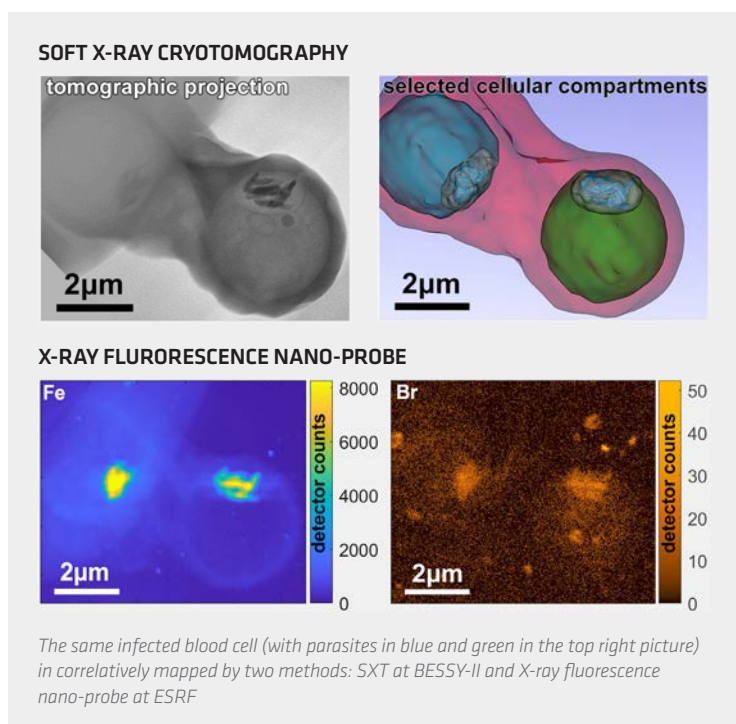 SOFT X-RAY CRYOTOMOGRAPHY
tomographic projection
2µm
selected cellular compartments
2µm
X-RAY FLURORESCENCE NANO-PROBE
Fe
2µm
8000
6000
4000
2000
0
detector counts
Br
2µm
50
40
30
20
10
0
detector counts
The same infected blood cell (with parasites in blue and green in the top right picture)
in correlatively mapped by two methods: SXT at BESSY-II and X-ray fluorescence
nano-probe at ESRF